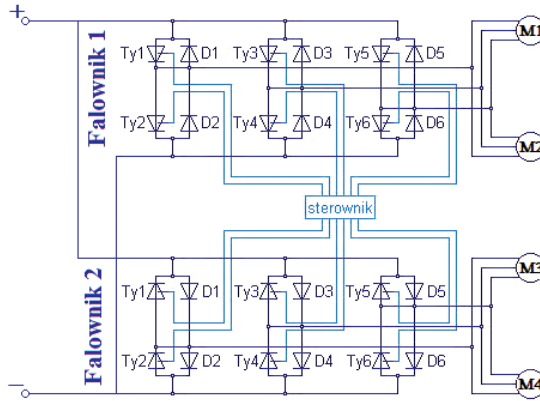 +
Falownik 1
Ty1 D1 Ty3 D3 Ty5 D5
Ty2 D2 Ty4 D4 Ty6 D6
M1
M2
sterownik
Falownik 2
Ty1 D1 Ty3 D3 Ty5 D5
Ty2 D2 Ty4 D4 Ty6 D6
M3
M4
−